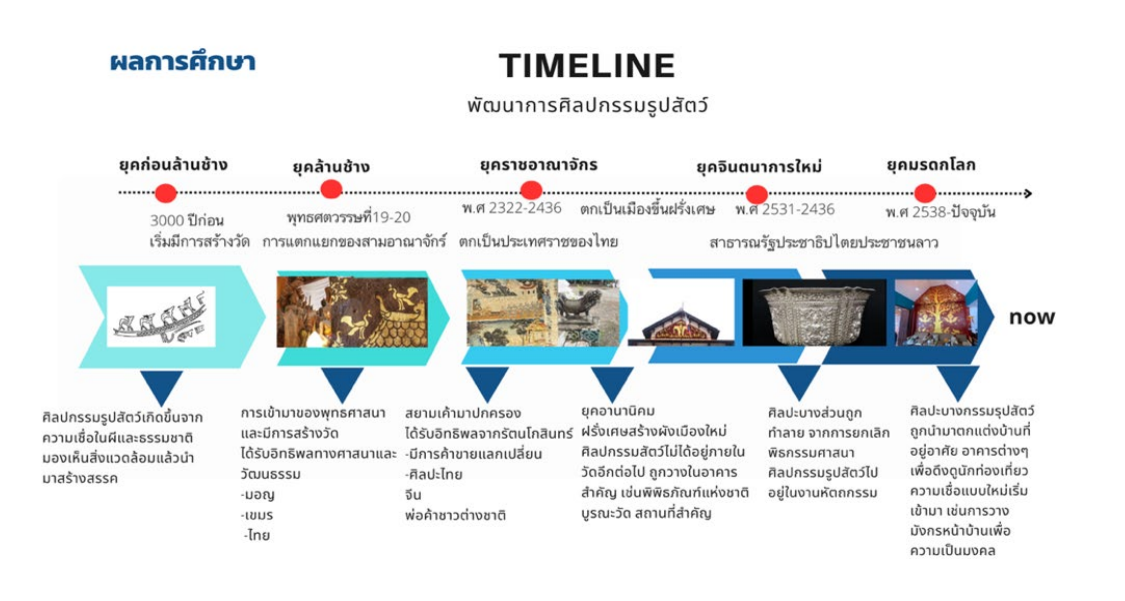 ผลการศึกษา
TIMELINE
พัฒนาการศิลปกรรมรูปสัตว์
ยุคก่อนล้านช้าง
ยุคล้านช้าง
ยุคราชอาณาจักร
ยุคจินตนาการใหม่
ยุคมรดกโลก
3000 ปีก่อน
เริ่มมีการสร้างวัด
พุทธศตวรรษที่19-20
การแตกแยกของสามอาณาจักร์
พ.ศ 2322-2436
ตกเป็นเมืองขึ้นฝรั่งเศษ
ตกเป็นประเทศราชของไทย
พ.ศ 2531-2436
สาธารณรัฐประชาธิปไตยประชาชนลาว
พ.ศ 2538-ปัจจุบัน
now
ศิลปกรรมรูปสัตว์เกิดขึ้นจาก
ความเชื่อในผีและธรรมชาติ
มองเห็นสิ่งแวดล้อมแล้วนำ
มาสร้างสรรค
การเข้ามาของพุทธศาสนา
และมีการสร้างวัด
ได้รับอิทธิพลทางศาสนาและ
วัฒนธรรม
-มอญ
-เขมร
-ไทย
สยามเค้ามาปกครอง
ได้รับอิทธิพลจากรัตนโกสินทร์
-มีการค้าขายแลกเปลี่ยน
-ศิลปะไทย
จีน
พ่อค้าชาวต่างชาติ
ยุคอานานิคม
ฝรั่งเศษสร้างผังเมืองใหม่
ศิลปกรรมสัตว์ไม่ได้อยู่ภายใน
วัดอีกต่อไป ถูกวางในอาคาร
สำคัญ เช่นพิพิธภัณฑ์แห่งชาติ
บูรณะวัด สถานที่สำคัญ
ศิลปะบางส่วนถูก
ทำลาย จากการยกเลิก
พิธกรรมศาสนา
ศิลปกรรมรูปสัตว์ไป
อยู่ในงานหัตถกรรม
ศิลปะบางกรรมรุปสัตว์
ถูกนำมาตกแต่งบ้านที่
อยู่อาศัย อาคารต่างๆ
เพื่อดึงดูนักท่องเที่ยว
ความเชื่อแบบใหม่เริ่ม
เข้ามา เช่นการวาง
มังกรหน้าบ้านเพื่อ
ความเป็นมงคล